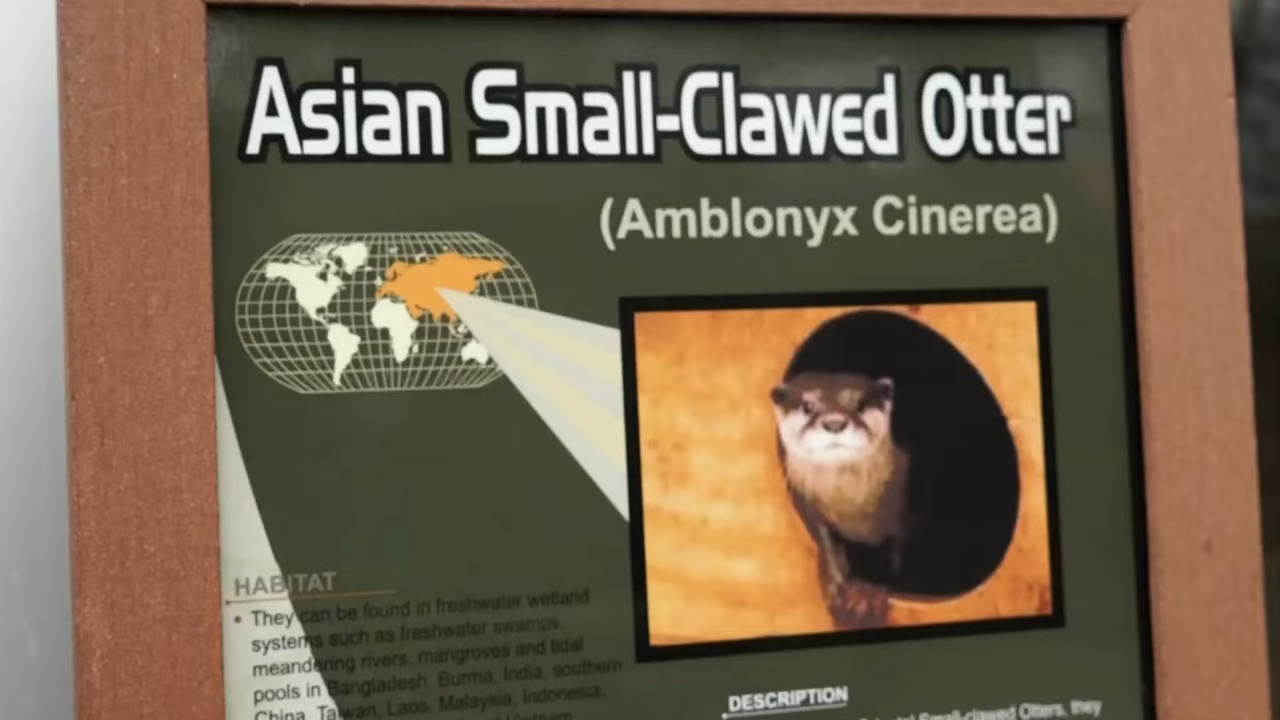 Asian Small-Clawed Otter
(Amblonyx Cinerea)
HABITAT
• They can be found in freshwater wetland
systems such as freshwater swamps,
meandering rivers, mangroves and tidal
pools in Bangladesh, Burma, India, southern
China, Taiwan, Laos, Malaysia, Indonesia,
Vietnam
DESCRIPTION
Small-clawed Otters, they